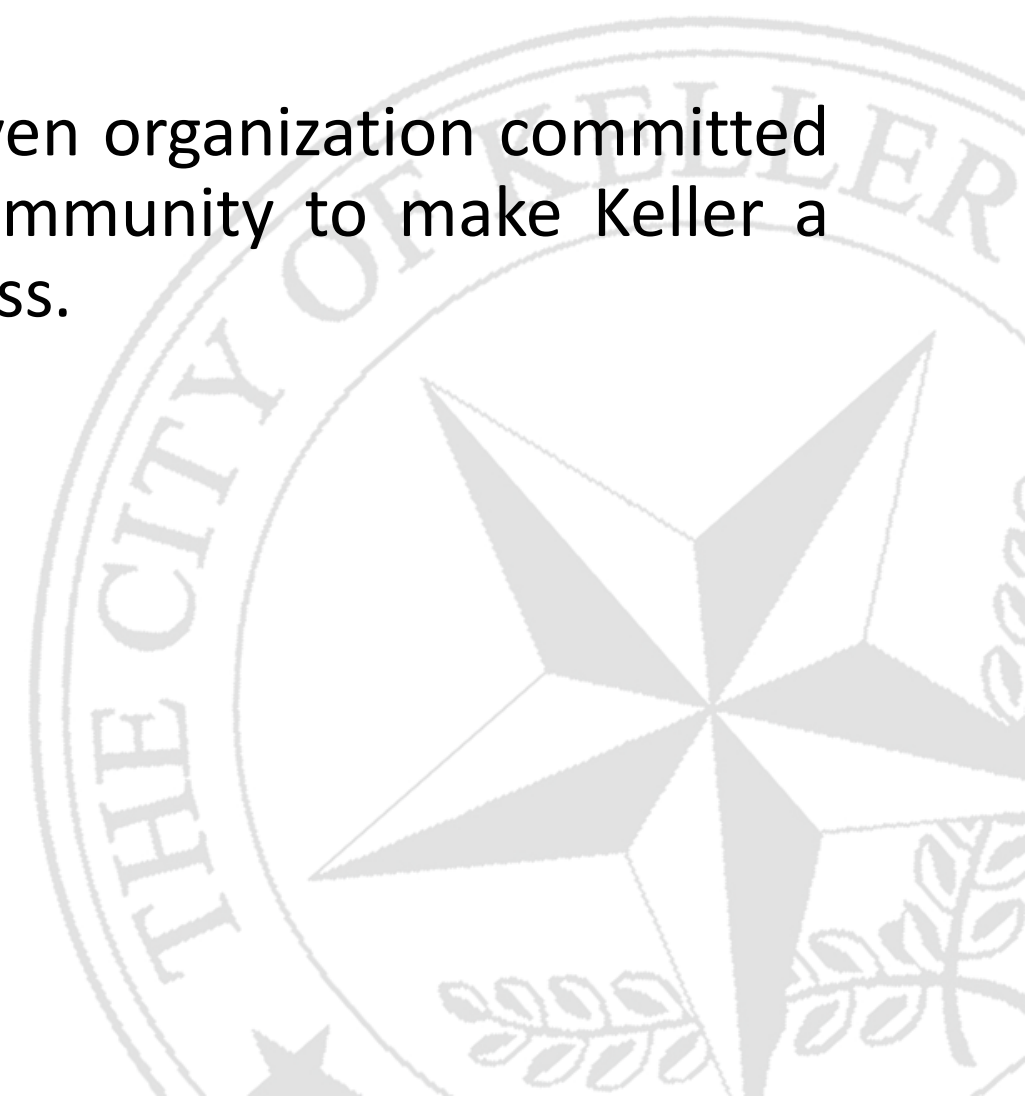 ven organization committed
mmunity to make Keller a
ss.
THE CITY OF KELLER